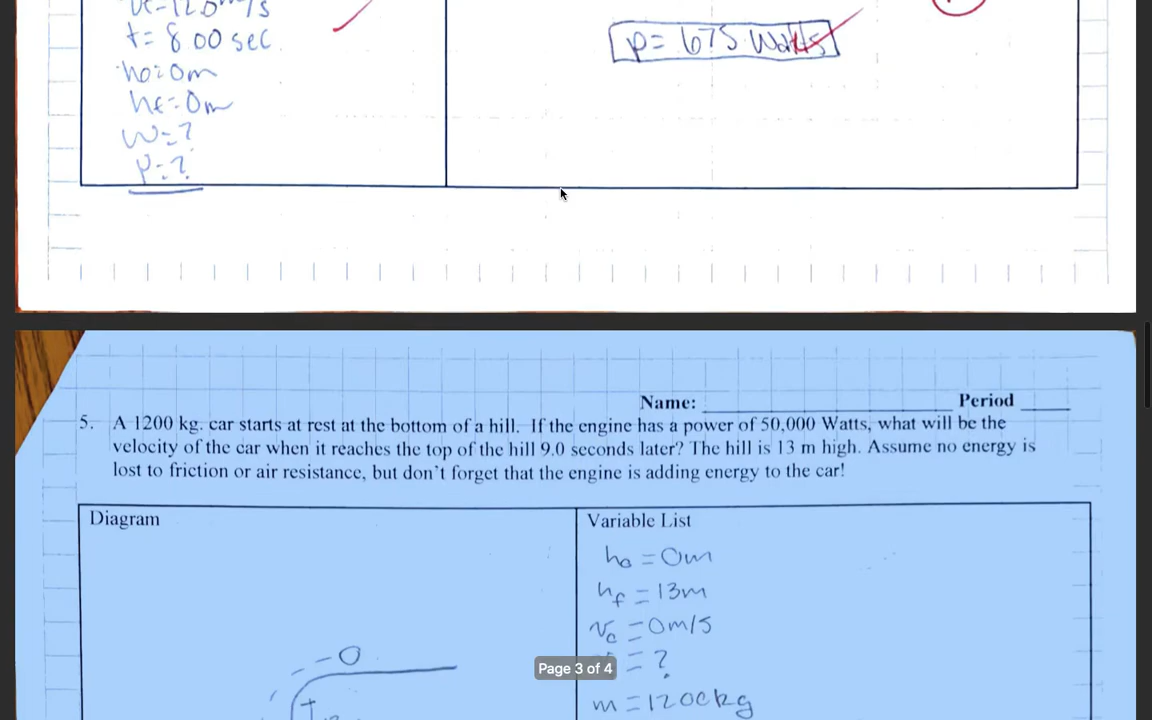 t = 8.00 sec
p = 675 Watts
h₀ = 0m
hf = 0m
W = ?
P = ?
Name: ____ Period ____
5. A 1200 kg. car starts at rest at the bottom of a hill. If the engine has a power of 50,000 Watts, what will be the
velocity of the car when it reaches the top of the hill 9.0 seconds later? The hill is 13 m high. Assume no energy is
lost to friction or air resistance, but don't forget that the engine is adding energy to the car!
Diagram
Variable List
h₀ = 0m
hf = 13m
v₀ = 0m/s
= ?
Page 3 of 4
m = 1200kg